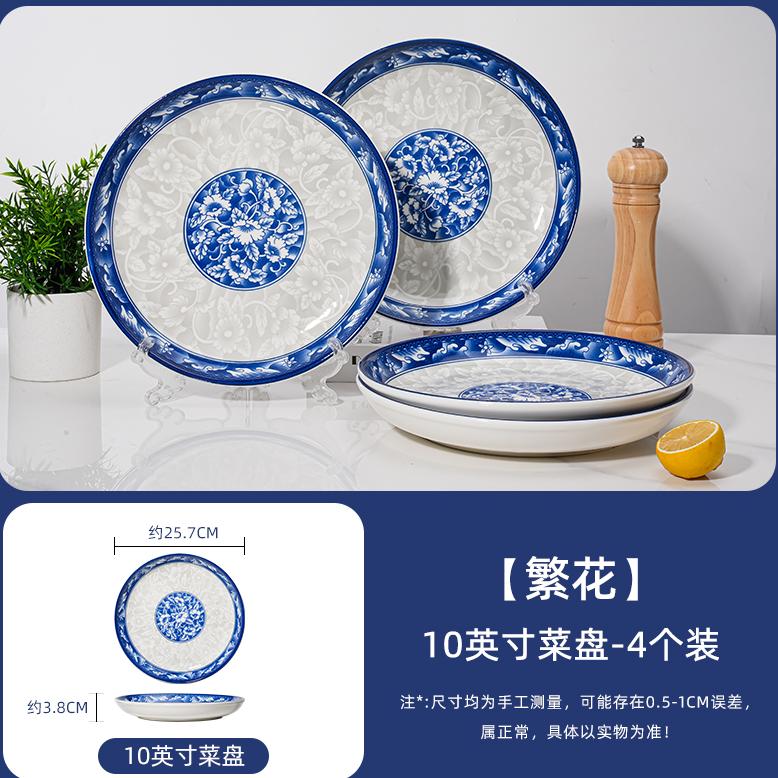 约25.7CM
约3.8CM
10英寸菜盘
【繁花】
10英寸菜盘-4个装
注*:尺寸均为手工测量，可能存在0.5-1CM误差，
属正常，具体以实物为准！